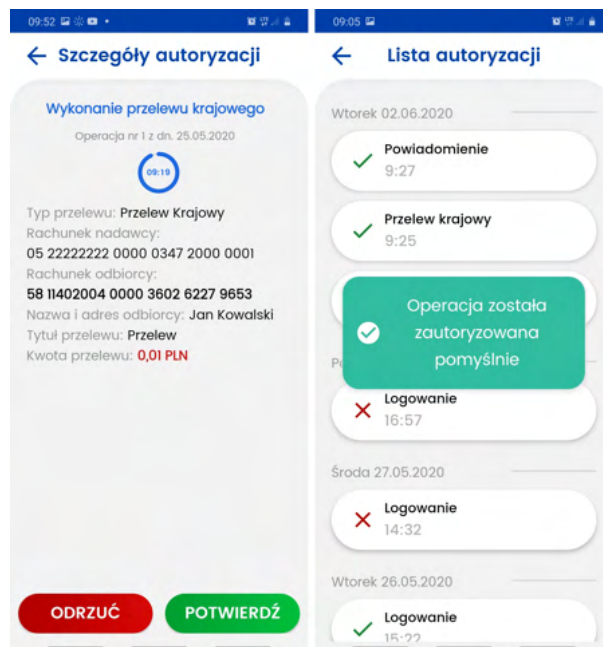 09:52
Szczegóły autoryzacji
Wykonanie przelewu krajowego
Operacja nr 1 z dn. 25.05.2020
09:19
Typ przelewu: Przelew Krajowy
Rachunek nadawcy:
05 22222222 0000 0347 2000 0001
Rachunek odbiorcy:
58 11402004 0000 3602 6227 9653
Nazwa i adres odbiorcy: Jan Kowalski
Tytuł przelewu: Przelew
Kwota przelewu: 0,01 PLN
ODRZUĆ
POTWIERDŹ
09:05
Lista autoryzacji
Wtorek 02.06.2020
Powiadomienie
9:27
Przelew krajowy
9:25
Operacja została
zautoryzowana
pomyślnie
Logowanie
16:57
Środa 27.05.2020
Logowanie
14:32
Wtorek 26.05.2020
Logowanie
15:22